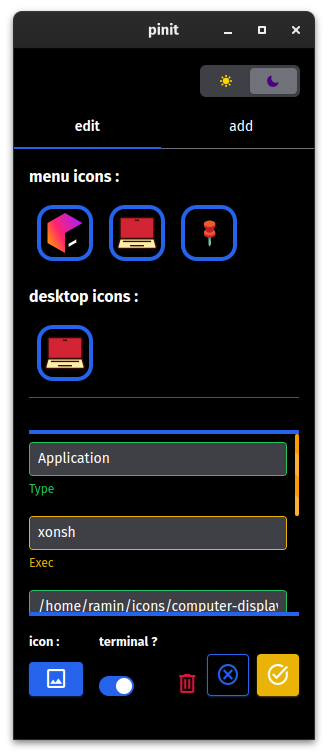 pinit
edit
add
menu icons :
desktop icons :
Application
Type
xonsh
Exec
/home/ramin/icons/computer-display
icon :
terminal ?